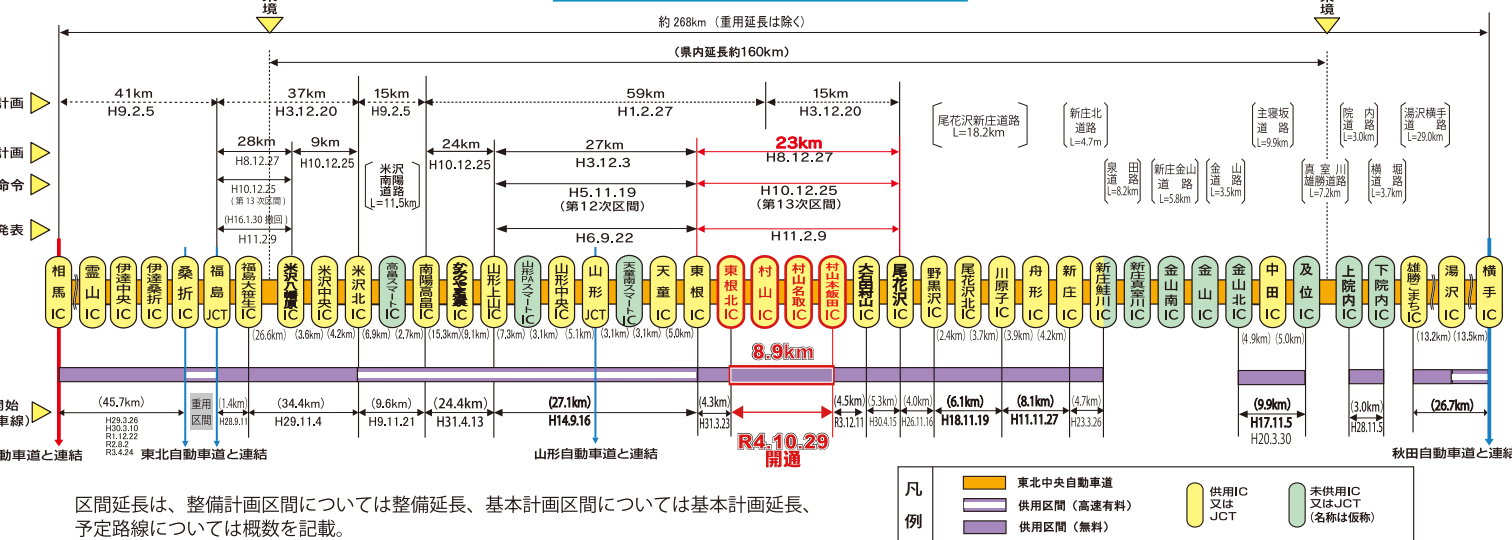 境
境
約 268km （重用延長は除く）
（県内延長約160km）
計画
41km
H9.2.5
37km
H3.12.20
15km
H9.2.5
59km
H1.2.27
15km
H3.12.20
計画
28km
H8.12.27
9km
H10.12.25
24km
H10.12.25
27km
H3.12.3
23km
H8.12.27
命令
H10.12.25
(第 13 次区間)
H5.11.19
(第12次区間)
H10.12.25
(第13次区間)
発表
(H16.1.30 撤回)
H11.2.9
H6.9.22
H11.2.9
米沢南陽道路
L=11.5km
尾花沢新庄道路
L=18.2km
新庄北道路
L=4.7m
泉田道路
L=8.2km
新庄金山道路
L=5.8km
金山道路
L=3.5km
主寝坂道路
L=9.9km
真室川雄勝道路
L=7.2km
院内道路
L=3.0km
横堀道路
L=3.7km
湯沢横手道路
L=29.0km
相馬IC
霊山IC
伊達中央IC
伊達桑折IC
桑折IC
福島JCT
福島大笹生IC
米沢八幡原IC
米沢中央IC
米沢北IC
高畠スマートIC
南陽高畠IC
かみのやま温泉IC
山形上山IC
山形PAスマートIC
山形中央IC
山形JCT
天童南スマートIC
天童IC
東根IC
東根北IC
村山IC
村山名取IC
村山本飯田IC
大石田村山IC
尾花沢IC
野黒沢IC
尾花沢北IC
川原子IC
舟形IC
新庄IC
新庄鮭川IC
新庄真室川IC
金山南IC
金山IC
金山北IC
中田IC
及位IC
上院内IC
下院内IC
雄勝こまちIC
湯沢IC
横手IC
(26.6km) (3.6km) (4.2km) (6.9km) (2.7km) (15.3km) (9.1km) (7.3km) (3.1km) (5.1km) (3.1km) (3.1km) (5.0km) (2.4km) (3.7km) (3.9km) (4.2km) (4.9km) (5.0km) (13.2km) (13.5km)
8.9km
開始
車線)
(45.7km)
H29.3.26
H30.3.10
R1.12.22
R2.8.2
R3.4.24
重用区間
(1.4km)
H28.9.11
(34.4km)
H29.11.4
(9.6km)
H9.11.21
(24.4km)
H31.4.13
(27.1km)
H14.9.16
(4.3km)
H31.3.23
R4.10.29
開通
(4.5km)
R3.12.11
(5.3km)
H30.4.15
(4.0km)
H26.11.16
(6.1km)
H18.11.19
(8.1km)
H11.11.27
(4.7km)
H23.3.26
(9.9km)
H17.11.5
H20.3.30
(3.0km)
H28.11.5
(26.7km)
動車道と連結
東北自動車道と連結
山形自動車道と連結
秋田自動車道と連結
区間延長は、整備計画区間については整備延長、基本計画区間については基本計画延長、
予定路線については概数を記載。
凡例
東北中央自動車道
供用区間（高速有料）
供用区間（無料）
供用IC
又は
JCT
未供用IC
又はJCT
(名称は仮称)